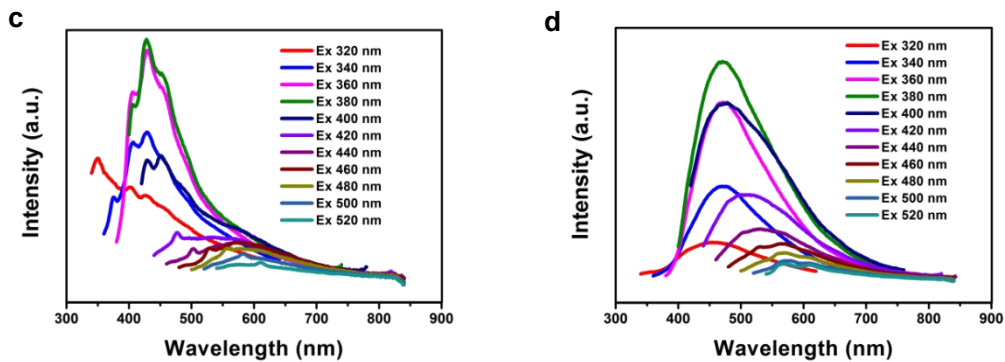 c
Intensity (a.u.)
Ex 320 nm
Ex 340 nm
Ex 360 nm
Ex 380 nm
Ex 400 nm
Ex 420 nm
Ex 440 nm
Ex 460 nm
Ex 480 nm
Ex 500 nm
Ex 520 nm
300 400 500 600 700 800 900
Wavelength (nm)
d
Intensity (a.u.)
Ex 320 nm
Ex 340 nm
Ex 360 nm
Ex 380 nm
Ex 400 nm
Ex 420 nm
Ex 440 nm
Ex 460 nm
Ex 480 nm
Ex 500 nm
Ex 520 nm
300 400 500 600 700 800 900
Wavelength (nm)